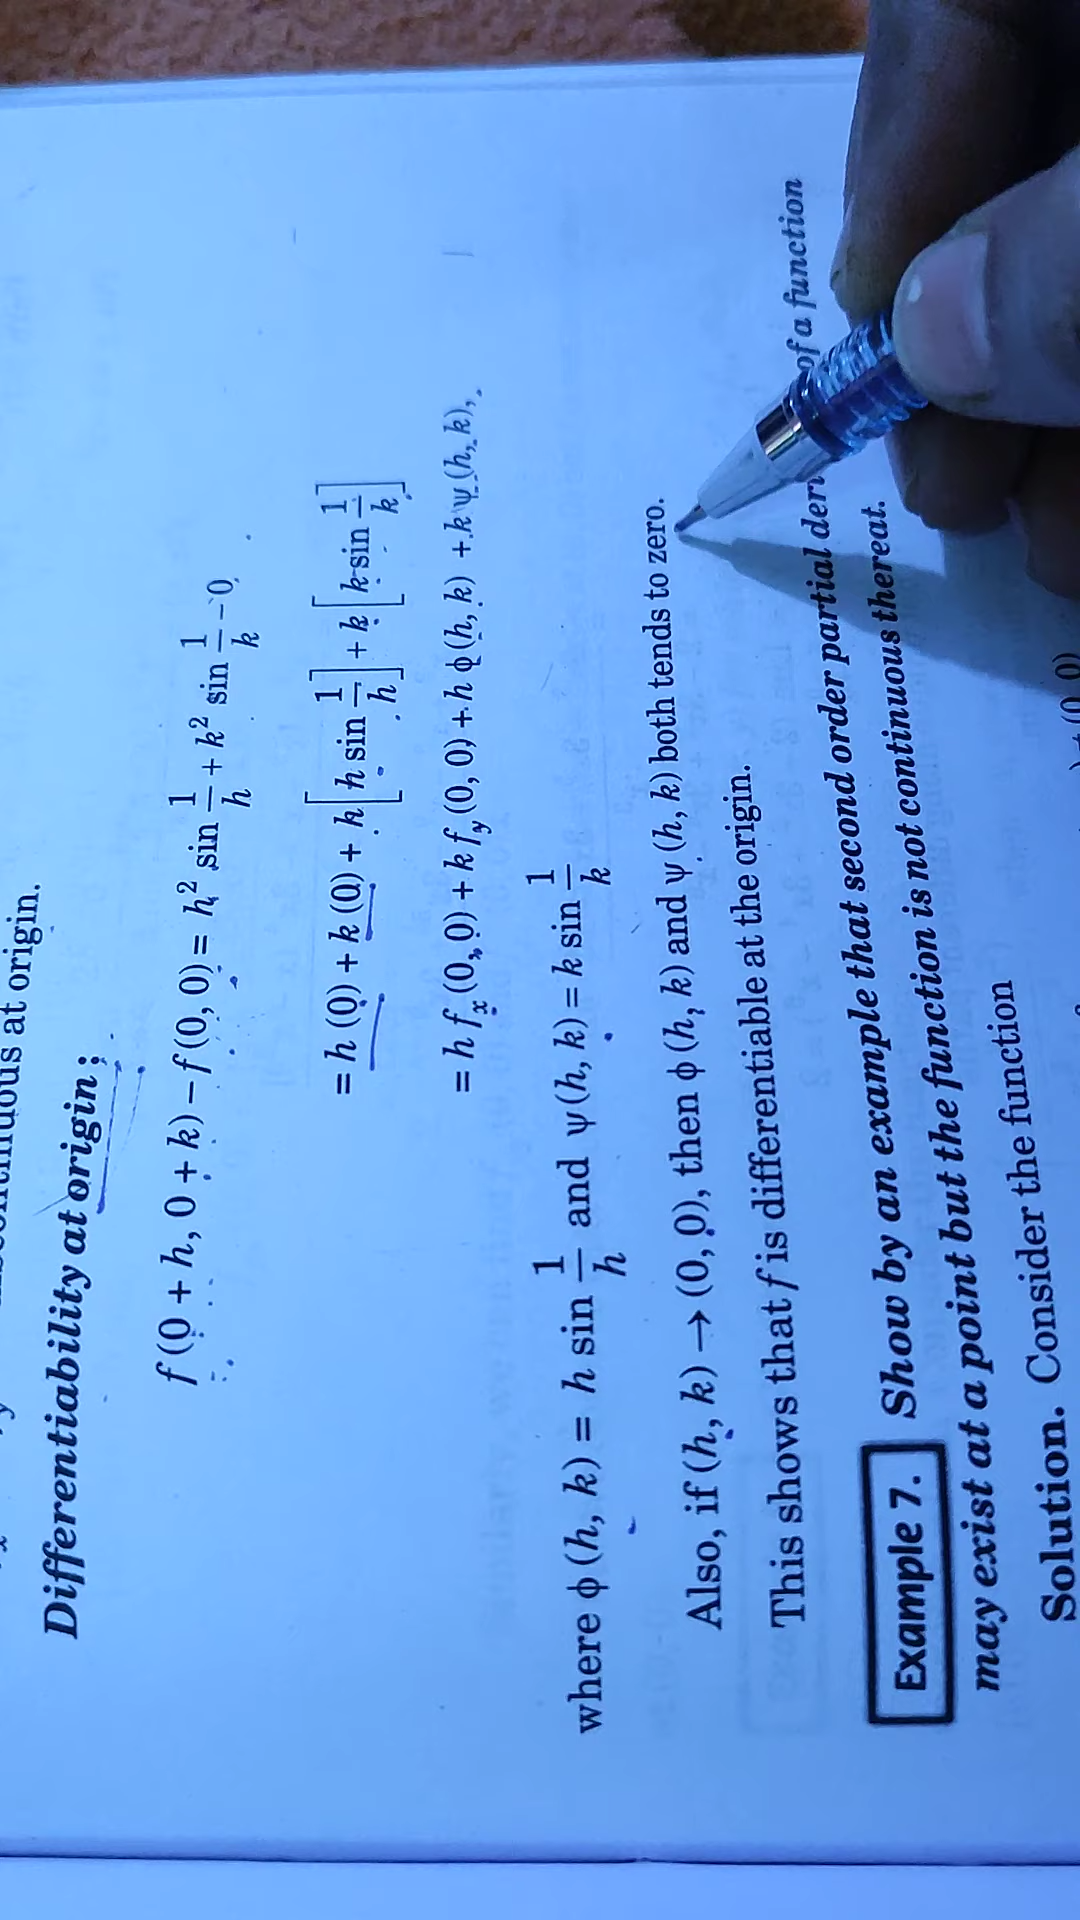 at origin.
Differentiability at origin :
f (0 + h, 0 + k) – f (0, 0) = h² sin 1/h + k² sin 1/k – 0
= h (0) + k (0) + h [h sin 1/h] + k [k sin 1/k]
= h fₓ (0, 0) + k f_y (0, 0) + h ϕ (h, k) + k ψ (h, k),
where ϕ (h, k) = h sin 1/h and ψ (h, k) = k sin 1/k
Also, if (h, k) → (0, 0), then ϕ (h, k) and ψ (h, k) both tends to zero.
This shows that f is differentiable at the origin.
Example 7. Show by an example that second order partial of a function
may exist at a point but the function is not continuous thereat.
Solution. Consider the function